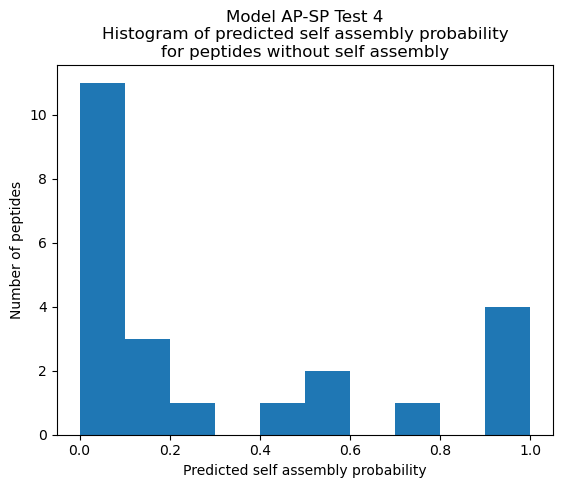 Model AP-SP Test 4
Histogram of predicted self assembly probability
for peptides without self assembly
10
8
6
4
2
0
Number of peptides
0.0 0.2 0.4 0.6 0.8 1.0
Predicted self assembly probability